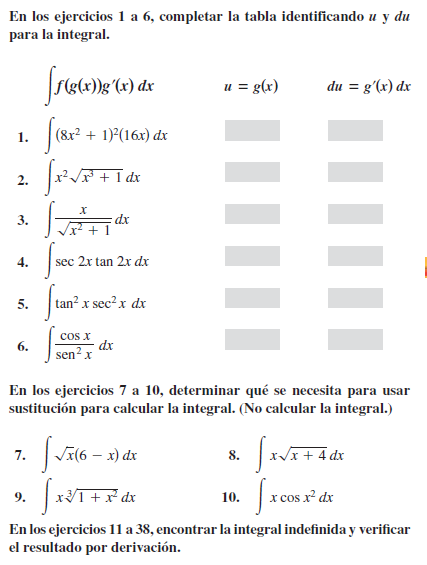 En los ejercicios 1 a 6, completar la tabla identificando u y du
para la integral.
∫ f(g(x))g′(x) dx    u = g(x)    du = g′(x) dx
1. ∫ (8x² + 1)²(16x) dx
2. ∫ x²√(x³ + 1) dx
3. ∫ x/√(x² + 1) dx
4. ∫ sec 2x tan 2x dx
5. ∫ tan² x sec² x dx
6. ∫ cos x/sen² x dx
En los ejercicios 7 a 10, determinar qué se necesita para usar
sustitución para calcular la integral. (No calcular la integral.)
7. ∫ √x(6 − x) dx    8. ∫ x√(x + 4) dx
9. ∫ x∛(1 + x²) dx    10. ∫ x cos x² dx
En los ejercicios 11 a 38, encontrar la integral indefinida y verificar
el resultado por derivación.